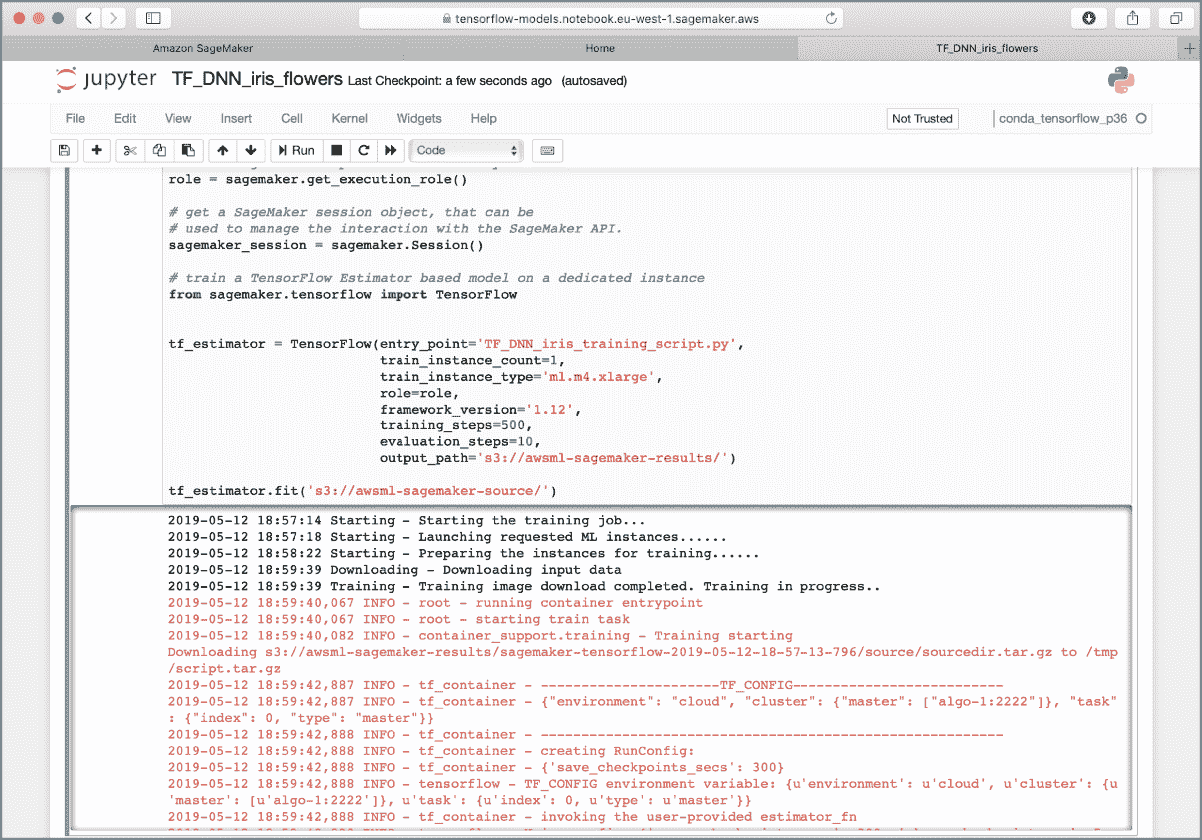 tensorflow-models.notebook.eu-west-1.sagemaker.aws
Amazon SageMaker Home TF_DNN_iris_flowers
jupyter TF_DNN_iris_flowers Last Checkpoint: a few seconds ago (autosaved)
File Edit View Insert Cell Kernel Widgets Help Not Trusted conda_tensorflow_p36
Run Code
role = sagemaker.get_execution_role()
# get a SageMaker session object, that can be
# used to manage the interaction with the SageMaker API.
sagemaker_session = sagemaker.Session()
# train a TensorFlow Estimator based model on a dedicated instance
from sagemaker.tensorflow import TensorFlow
tf_estimator = TensorFlow(entry_point='TF_DNN_iris_training_script.py',
train_instance_count=1,
train_instance_type='ml.m4.xlarge',
role=role,
framework_version='1.12',
training_steps=500,
evaluation_steps=10,
output_path='s3://awsml-sagemaker-results/')
tf_estimator.fit('s3://awsml-sagemaker-source/')
2019-05-12 18:57:14 Starting - Starting the training job...
2019-05-12 18:57:18 Starting - Launching requested ML instances......
2019-05-12 18:58:22 Starting - Preparing the instances for training......
2019-05-12 18:59:39 Downloading - Downloading input data
2019-05-12 18:59:39 Training - Training image download completed. Training in progress..
2019-05-12 18:59:40,067 INFO - root - running container entrypoint
2019-05-12 18:59:40,067 INFO - root - starting train task
2019-05-12 18:59:40,082 INFO - container_support.training - Training starting
Downloading s3://awsml-sagemaker-results/sagemaker-tensorflow-2019-05-12-18-57-13-796/source/sourcedir.tar.gz to /tmp
/script.tar.gz
2019-05-12 18:59:42,887 INFO - tf_container - ----------------------TF_CONFIG--------------------------
2019-05-12 18:59:42,887 INFO - tf_container - {"environment": "cloud", "cluster": {"master": ["algo-1:2222"]}, "task"
: {"index": 0, "type": "master"}}
2019-05-12 18:59:42,888 INFO - tf_container - ---------------------------------------------------------
2019-05-12 18:59:42,888 INFO - tf_container - creating RunConfig:
2019-05-12 18:59:42,888 INFO - tf_container - {'save_checkpoints_secs': 300}
2019-05-12 18:59:42,888 INFO - tensorflow - TF_CONFIG environment variable: {u'environment': u'cloud', u'cluster': {u
'master': [u'algo-1:2222']}, u'task': {u'index': 0, u'type': u'master'}}
2019-05-12 18:59:42,888 INFO - tf_container - invoking the user-provided estimator_fn